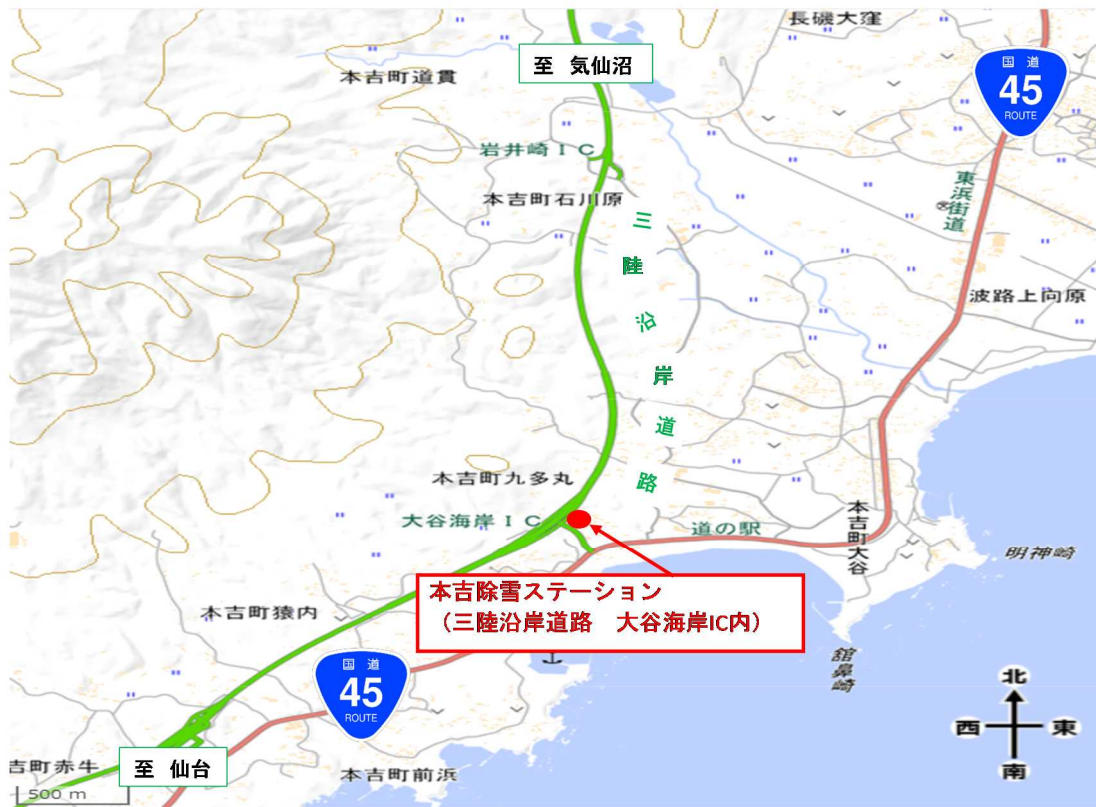 長磯大窪
至 気仙沼
国道
45
ROUTE
本吉町道貫
岩井崎IC
本吉町石川原
東浜街道
三陸沿岸道路
波路上向原
本吉町九多丸
大谷海岸IC
道の駅
本吉町大谷
明神崎
本吉除雪ステーション
(三陸沿岸道路 大谷海岸IC内)
本吉町猿内
舘鼻崎
国道
45
ROUTE
北
西 東
南
吉町赤牛
至 仙台
本吉町前浜
500 m